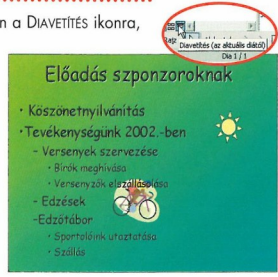 n a DIAVETÍTÉS ikonra,
Diavetítés (az aktuális diától)
Dia 1 / 1
Előadás szponzoroknak
· Köszönetnyilvánítás
·Tevékenységünk 2002.-ben
- Versenyek szervezése
· Bírók meghívása
· Versenyzők elszállásolása
- Edzések
-Edzőtábor
· Sportolóink utaztatása
· Szállás